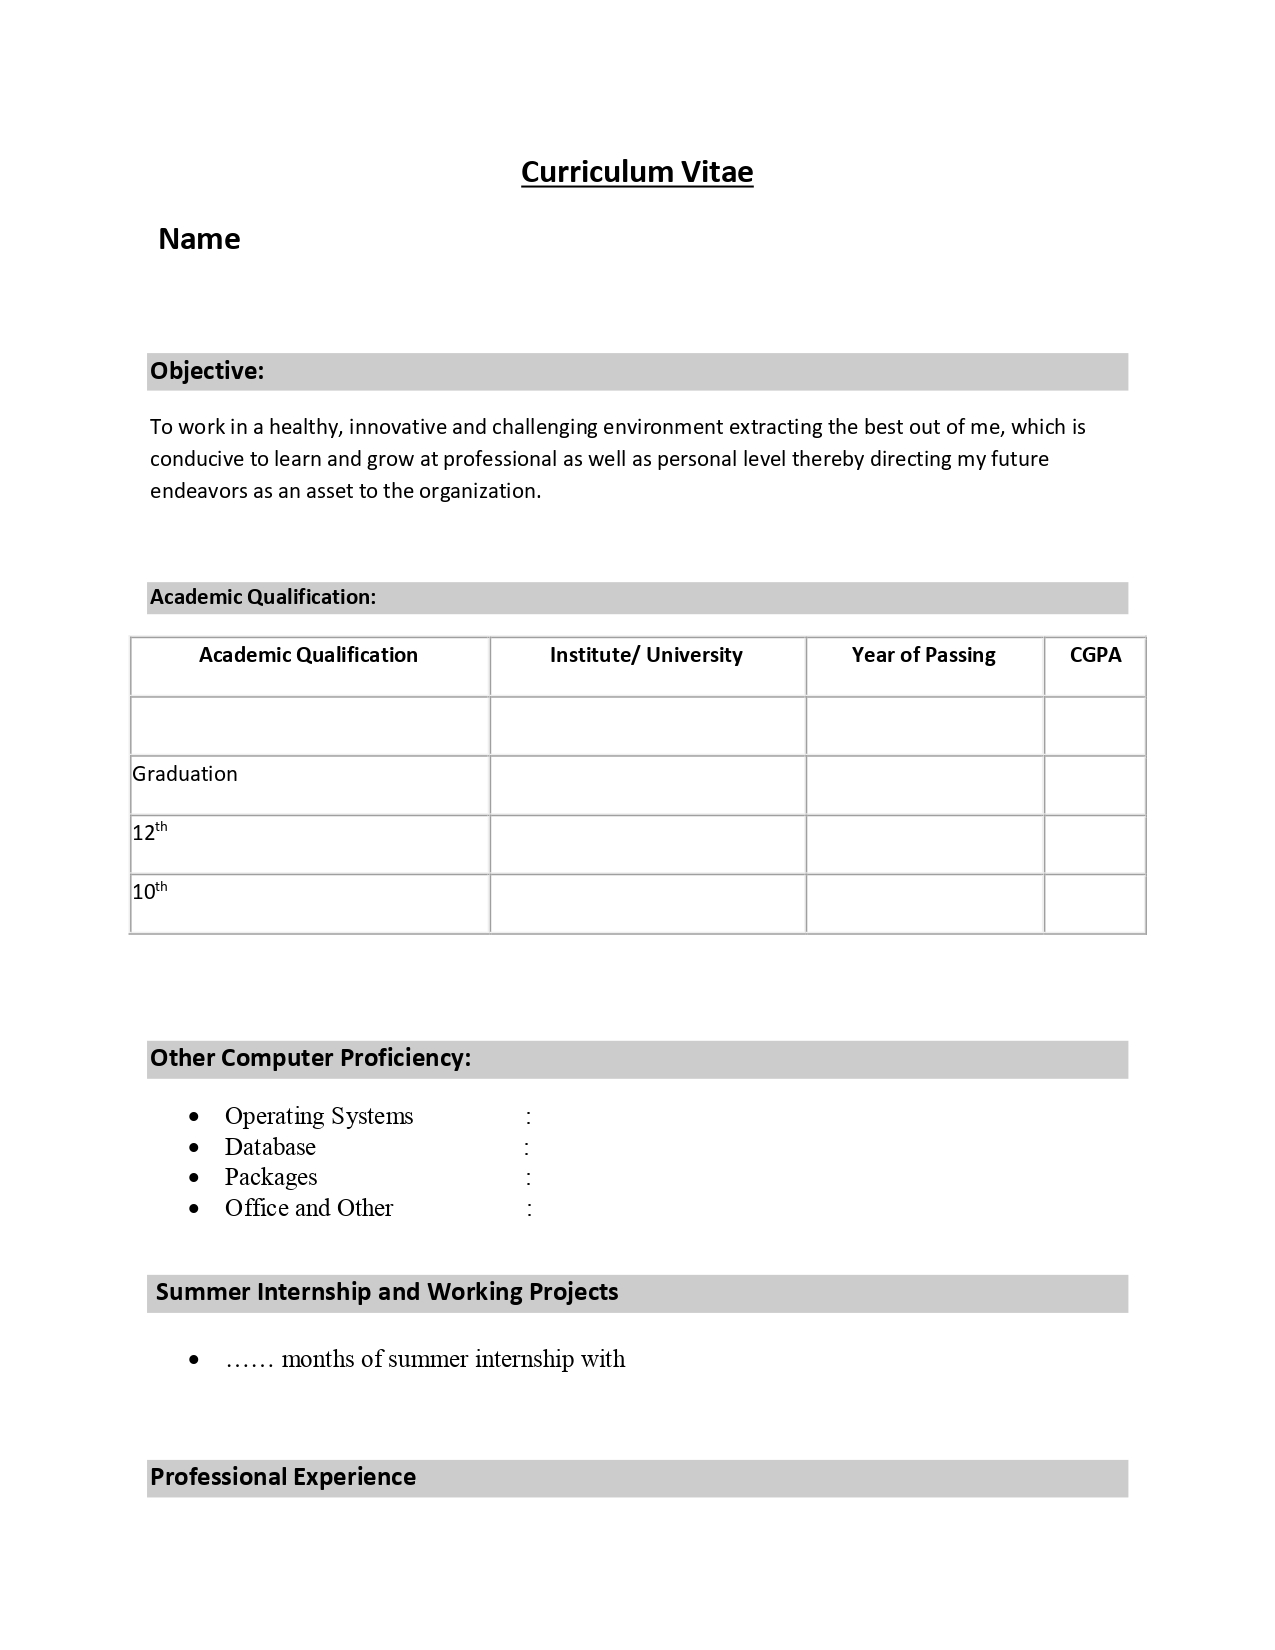 Curriculum Vitae
Name
Objective:
To work in a healthy, innovative and challenging environment extracting the best out of me, which is
conducive to learn and grow at professional as well as personal level thereby directing my future
endeavors as an asset to the organization.
Academic Qualification:
Academic Qualification Institute/ University Year of Passing CGPA
Graduation
12th
10th
Other Computer Proficiency:
• Operating Systems :
• Database :
• Packages :
• Office and Other :
Summer Internship and Working Projects
• …… months of summer internship with
Professional Experience